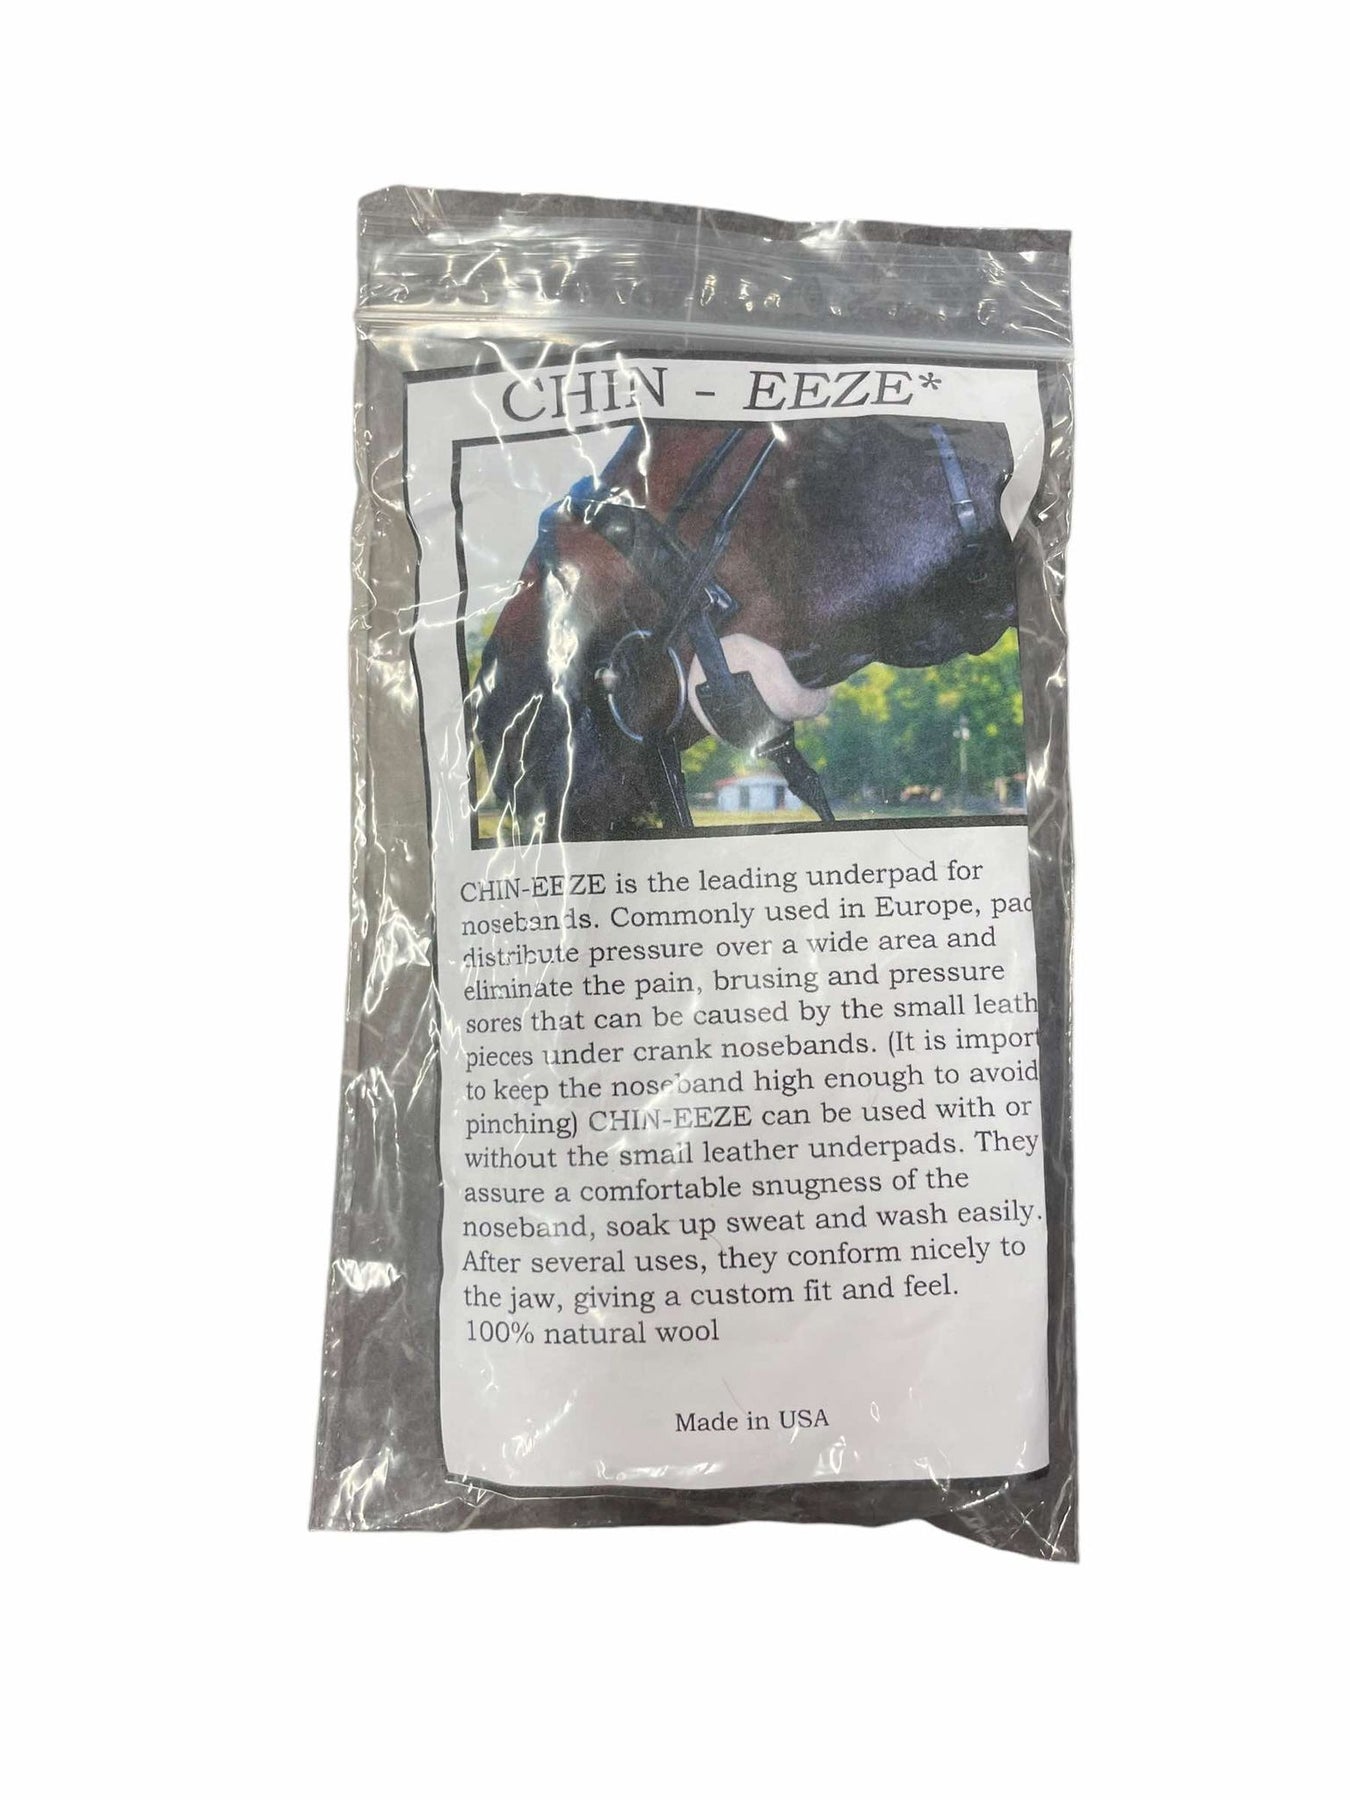 CHIN - EEZE*
CHIN-EEZE is the leading underpad for
nosebands. Commonly used in Europe, pad
distribute pressure over a wide area and
eliminate the pain, brusing and pressure
sores that can be caused by the small leath
pieces under crank nosebands. (It is import
to keep the noseband high enough to avoid
pinching) CHIN-EEZE can be used with or
without the small leather underpads. They
assure a comfortable snugness of the
noseband, soak up sweat and wash easily.
After several uses, they conform nicely to
the jaw, giving a custom fit and feel.
100% natural wool
Made in USA